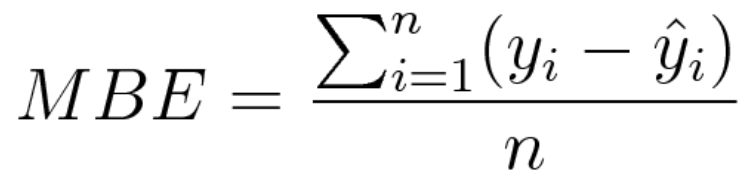 MBE = \frac{\sum_{i=1}^{n}(y_i - \hat{y}_i)}{n}